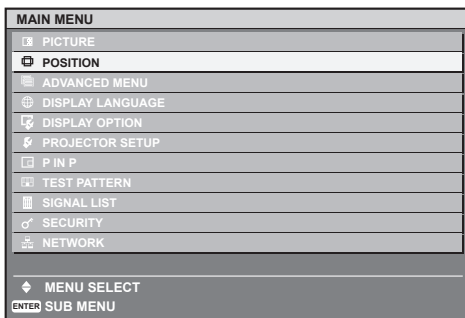 MAIN MENU
PICTURE
POSITION
ADVANCED MENU
DISPLAY LANGUAGE
DISPLAY OPTION
PROJECTOR SETUP
P IN P
TEST PATTERN
SIGNAL LIST
SECURITY
NETWORK
MENU SELECT
ENTER SUB MENU